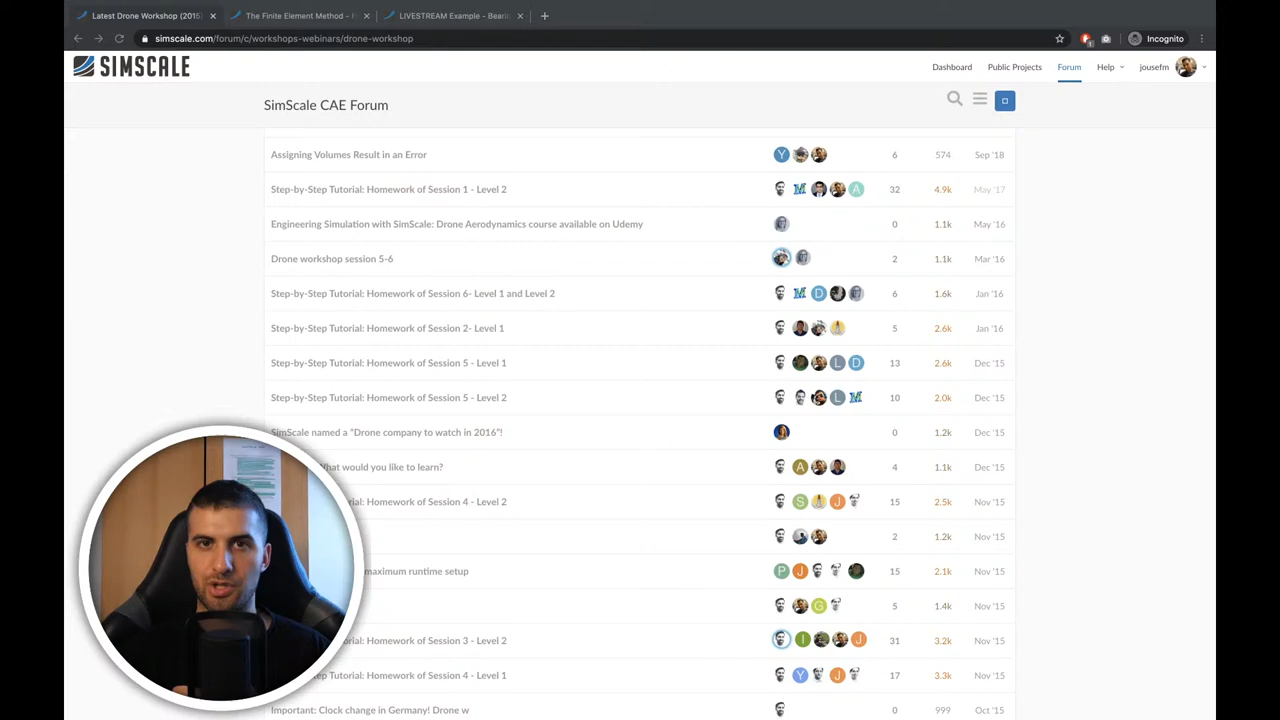 Latest Drone Workshop (2015)
The Finite Element Method - F
LIVESTREAM Example - Bearin
simscale.com/forum/c/workshops-webinars/drone-workshop
Incognito
SIMSCALE
Dashboard Public Projects Forum Help jousefm
SimScale CAE Forum
Assigning Volumes Result in an Error Y 6 574 Sep '18
Step-by-Step Tutorial: Homework of Session 1 - Level 2 A 32 4.9k May '17
Engineering Simulation with SimScale: Drone Aerodynamics course available on Udemy 0 1.1k May '16
Drone workshop session 5-6 2 1.1k Mar '16
Step-by-Step Tutorial: Homework of Session 6- Level 1 and Level 2 D 6 1.6k Jan '16
Step-by-Step Tutorial: Homework of Session 2- Level 1 5 2.6k Jan '16
Step-by-Step Tutorial: Homework of Session 5 - Level 1 L D 13 2.6k Dec '15
Step-by-Step Tutorial: Homework of Session 5 - Level 2 L 10 2.0k Dec '15
SimScale named a "Drone company to watch in 2016"! 0 1.2k Dec '15
What would you like to learn? A 4 1.1k Dec '15
Tutorial: Homework of Session 4 - Level 2 S J 15 2.5k Nov '15
2 1.2k Nov '15
maximum runtime setup P J 15 2.1k Nov '15
G 5 1.4k Nov '15
Tutorial: Homework of Session 3 - Level 2 I J 31 3.2k Nov '15
Tutorial: Homework of Session 4 - Level 1 Y J 17 3.3k Nov '15
Important: Clock change in Germany! Drone w 0 999 Oct '15